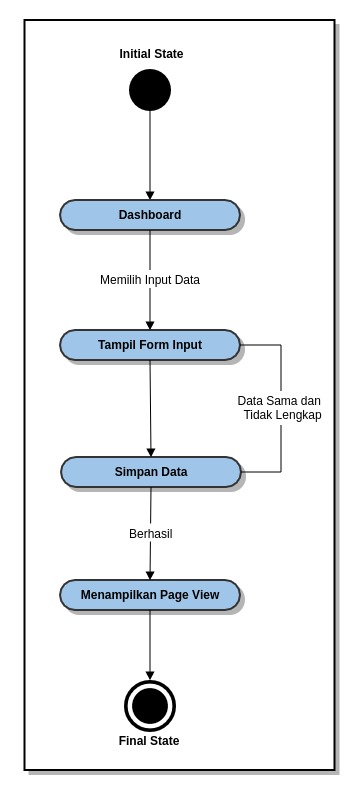 Initial State
Dashboard
Memilih Input Data
Tampil Form Input
Data Sama dan
Tidak Lengkap
Simpan Data
Berhasil
Menampilkan Page View
Final State